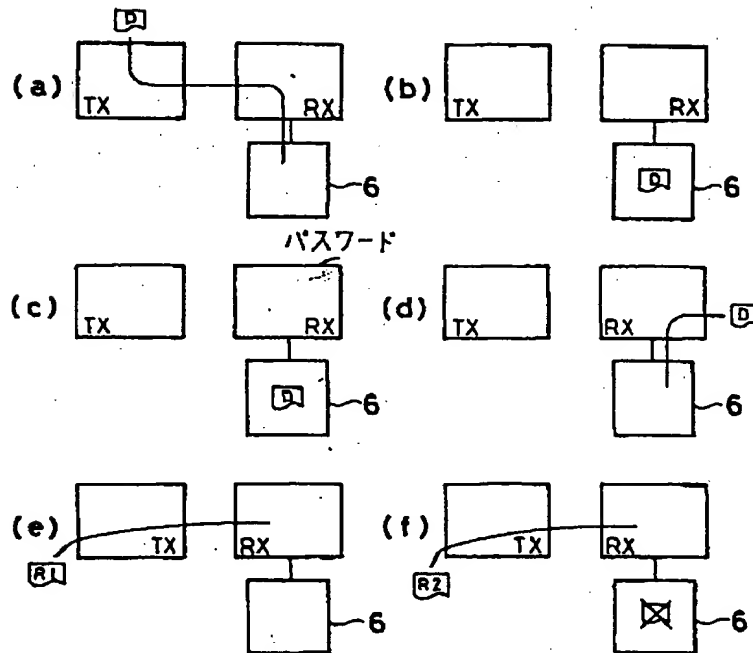 D
(a) TX RX 6
(b) TX RX D 6
パスワード
(c) TX RX D 6
(d) TX RX D 6
(e) TX RX R1 6
(f) TX RX R2 6